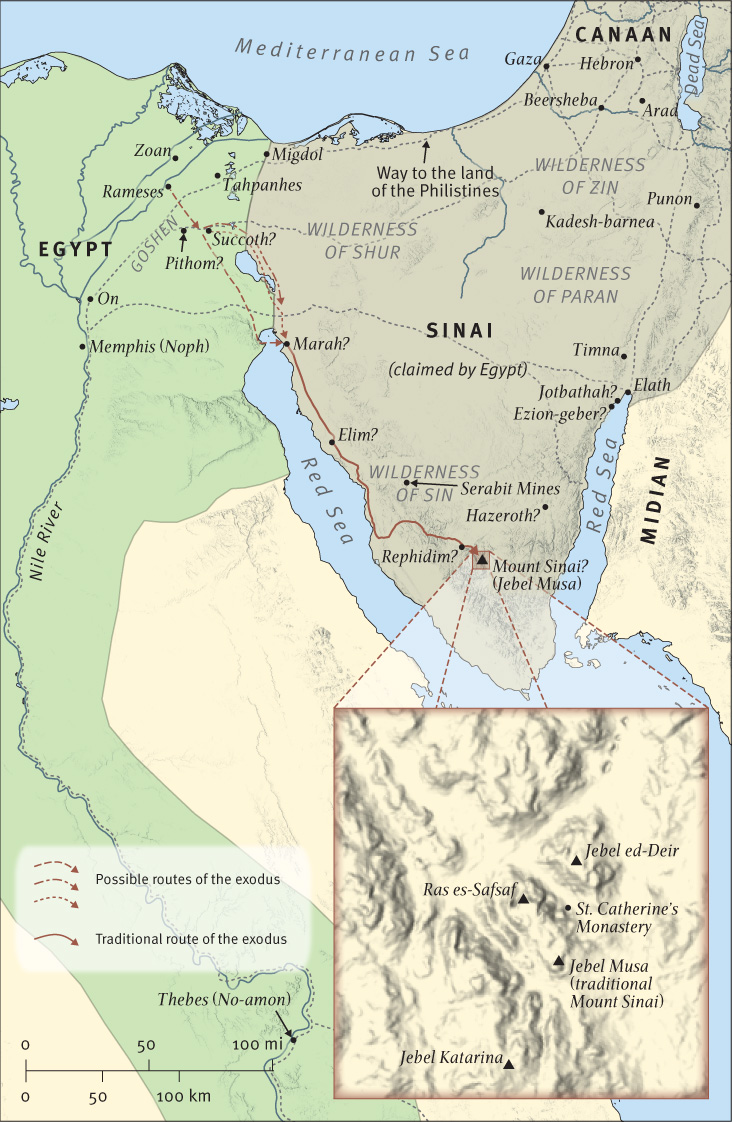 Mediterranean Sea
CANAAN
Dead Sea
Gaza
Hebron
Beersheba
Arad
Zoan
Migdol
Way to the land
of the Philistines
Rameses
Tahpanhes
WILDERNESS
OF ZIN
Punon
Kadesh-barnea
GOSHEN
Succoth?
Pithom?
WILDERNESS
OF SHUR
EGYPT
WILDERNESS
OF PARAN
On
SINAI
(claimed by Egypt)
Memphis (Noph)
Marah?
Timna
Jotbathah?
Elath
Ezion-geber?
Elim?
WILDERNESS
OF SIN
Serabit Mines
Red Sea
Red Sea
MIDIAN
Hazeroth?
Nile River
Rephidim?
Mount Sinai?
(Jebel Musa)
Jebel ed-Deir
Ras es-Safsaf
St. Catherine's
Monastery
Jebel Musa
(traditional
Mount Sinai)
Jebel Katarina
Possible routes of the exodus
Traditional route of the exodus
Thebes (No-amon)
0 50 100 mi
0 50 100 km